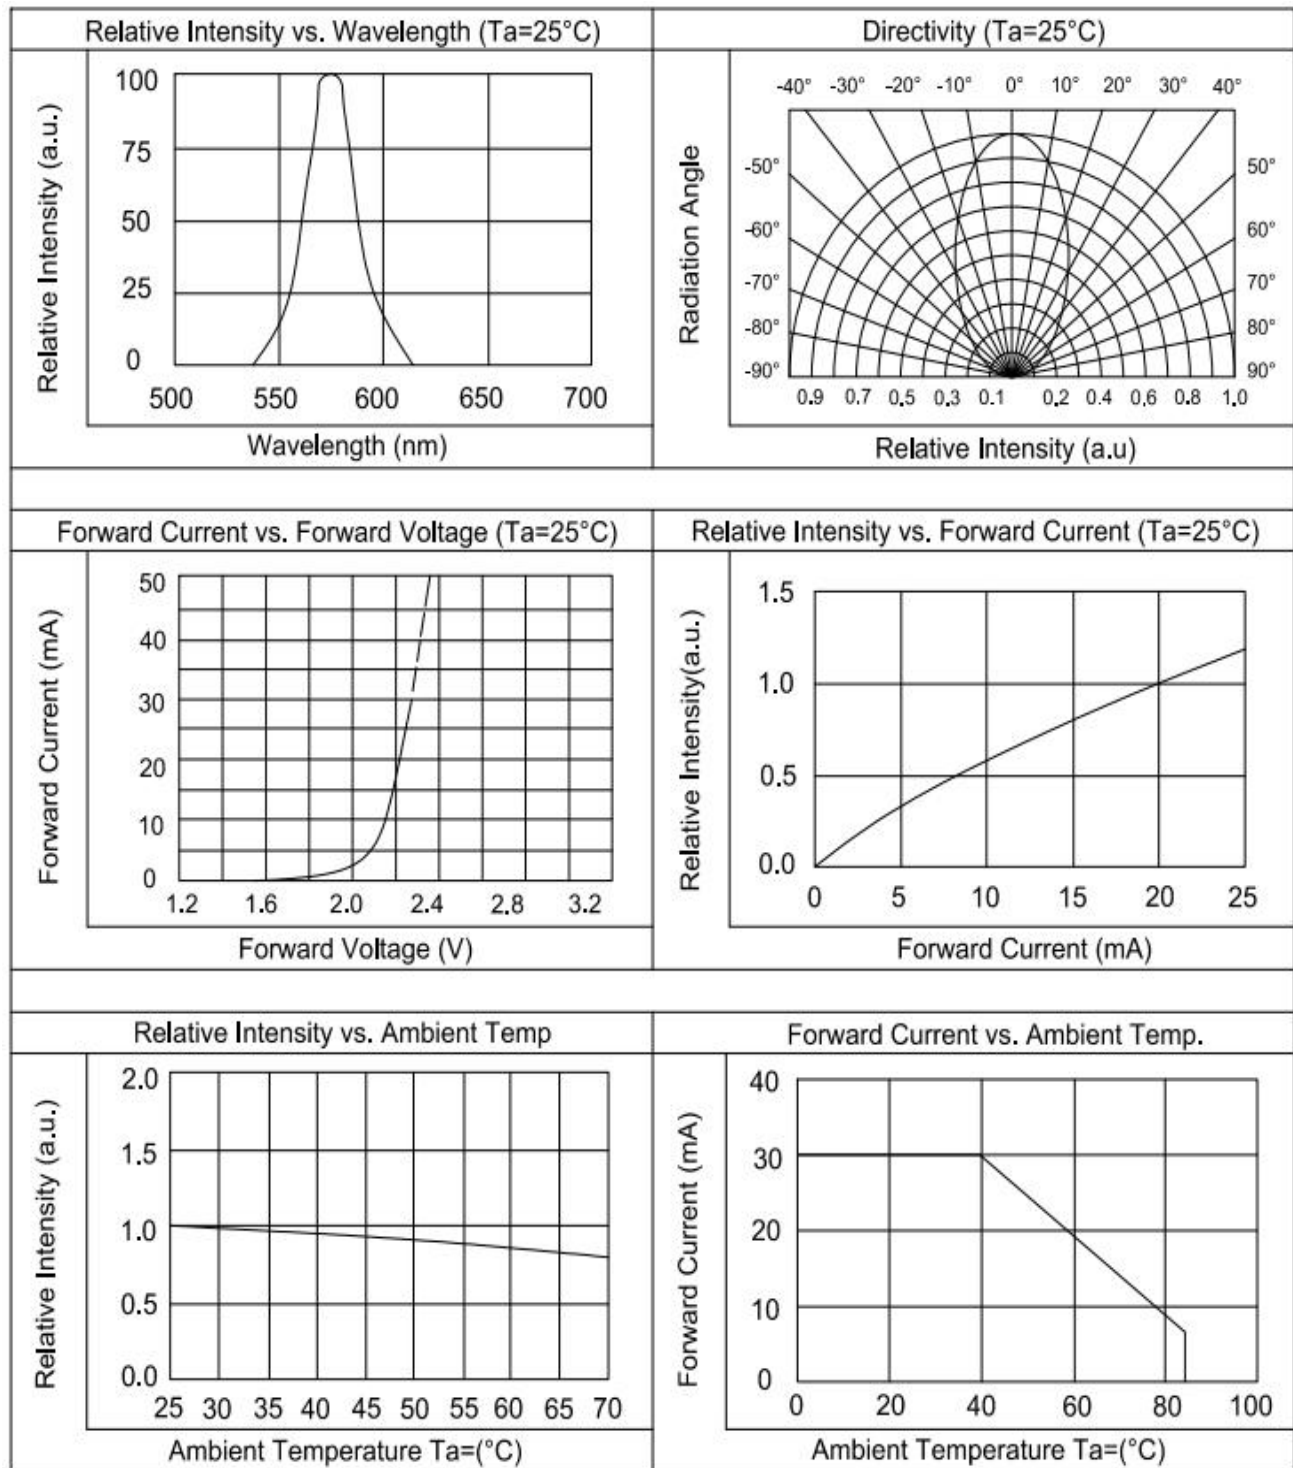 Relative Intensity vs. Wavelength (Ta=25°C)
Relative Intensity (a.u.)
100
75
50
25
0
500 550 600 650 700
Wavelength (nm)
Directivity (Ta=25°C)
Radiation Angle
-40° -30° -20° -10° 0° 10° 20° 30° 40°
-50° 50°
-60° 60°
-70° 70°
-80° 80°
-90° 90°
0.9 0.7 0.5 0.3 0.1 0.2 0.4 0.6 0.8 1.0
Relative Intensity (a.u)
Forward Current vs. Forward Voltage (Ta=25°C)
Forward Current (mA)
50
40
30
20
10
0
1.2 1.6 2.0 2.4 2.8 3.2
Forward Voltage (V)
Relative Intensity vs. Forward Current (Ta=25°C)
Relative Intensity(a.u.)
1.5
1.0
0.5
0.0
0 5 10 15 20 25
Forward Current (mA)
Relative Intensity vs. Ambient Temp
Relative Intensity (a.u.)
2.0
1.5
1.0
0.5
0.0
25 30 35 40 45 50 55 60 65 70
Ambient Temperature Ta=(°C)
Forward Current vs. Ambient Temp.
Forward Current (mA)
40
30
20
10
0
0 20 40 60 80 100
Ambient Temperature Ta=(°C)